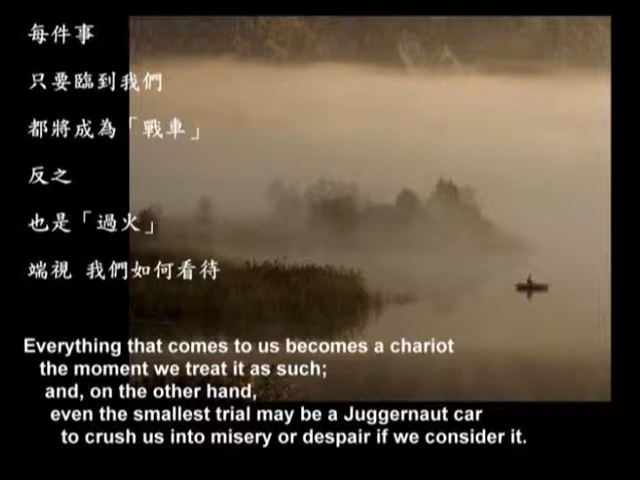 每件事
只要臨到我們
都將成為「戰車」
反之
也是「過火」
端視 我們如何看待
Everything that comes to us becomes a chariot
the moment we treat it as such;
and, on the other hand,
even the smallest trial may be a Juggernaut car
to crush us into misery or despair if we consider it.